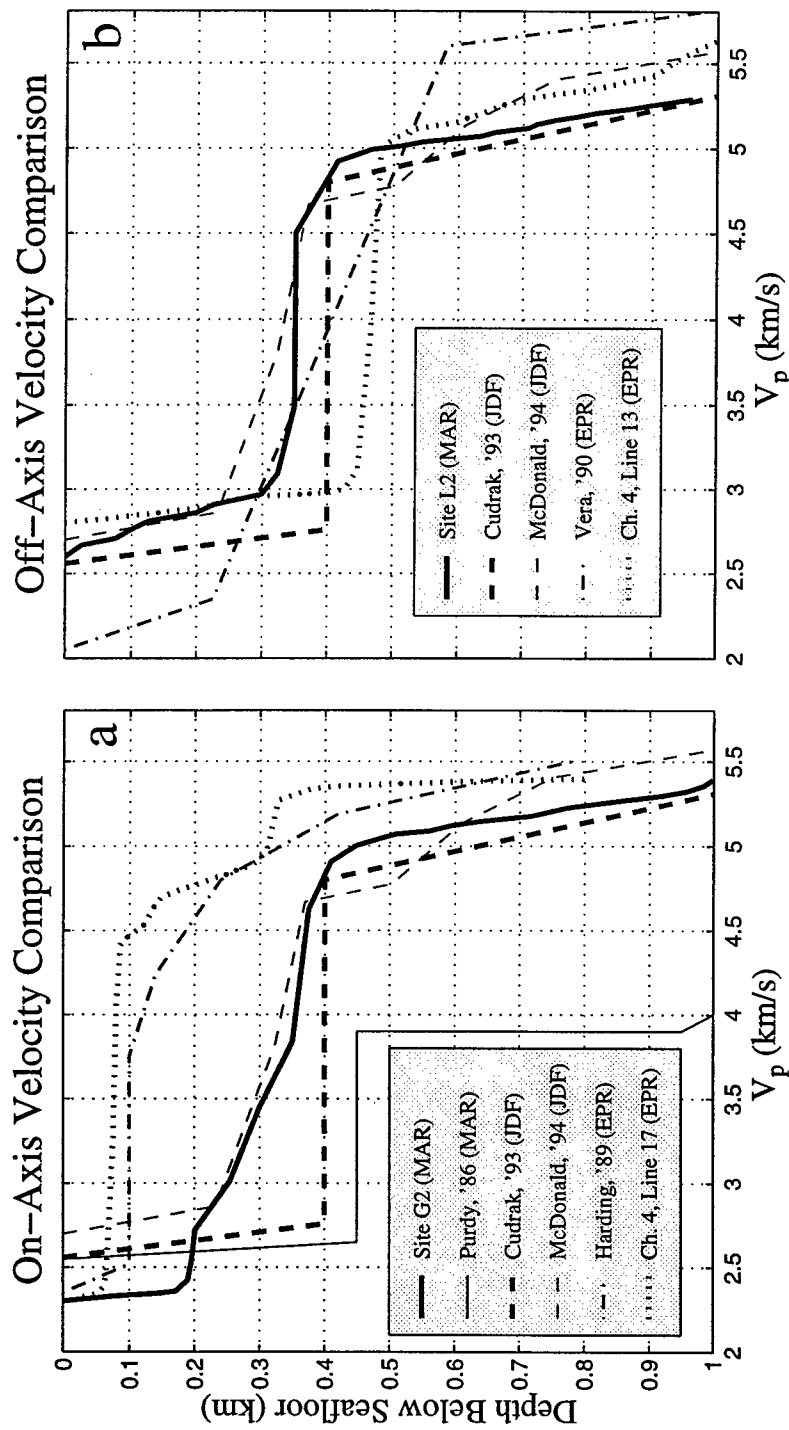 On−Axis Velocity Comparison
a
Depth Below Seafloor (km)
0
0.1
0.2
0.3
0.4
0.5
0.6
0.7
0.8
0.9
1
2
2.5
3
3.5
4
4.5
5
5.5
Vp (km/s)
Site G2 (MAR)
Purdy, '86 (MAR)
Cudrak, '93 (JDF)
McDonald, '94 (JDF)
Harding, '89 (EPR)
Ch. 4, Line 17 (EPR)
Off−Axis Velocity Comparison
b
2
2.5
3
3.5
4
4.5
5
5.5
Vp (km/s)
Site L2 (MAR)
Cudrak, '93 (JDF)
McDonald, '94 (JDF)
Vera, '90 (EPR)
Ch. 4, Line 13 (EPR)